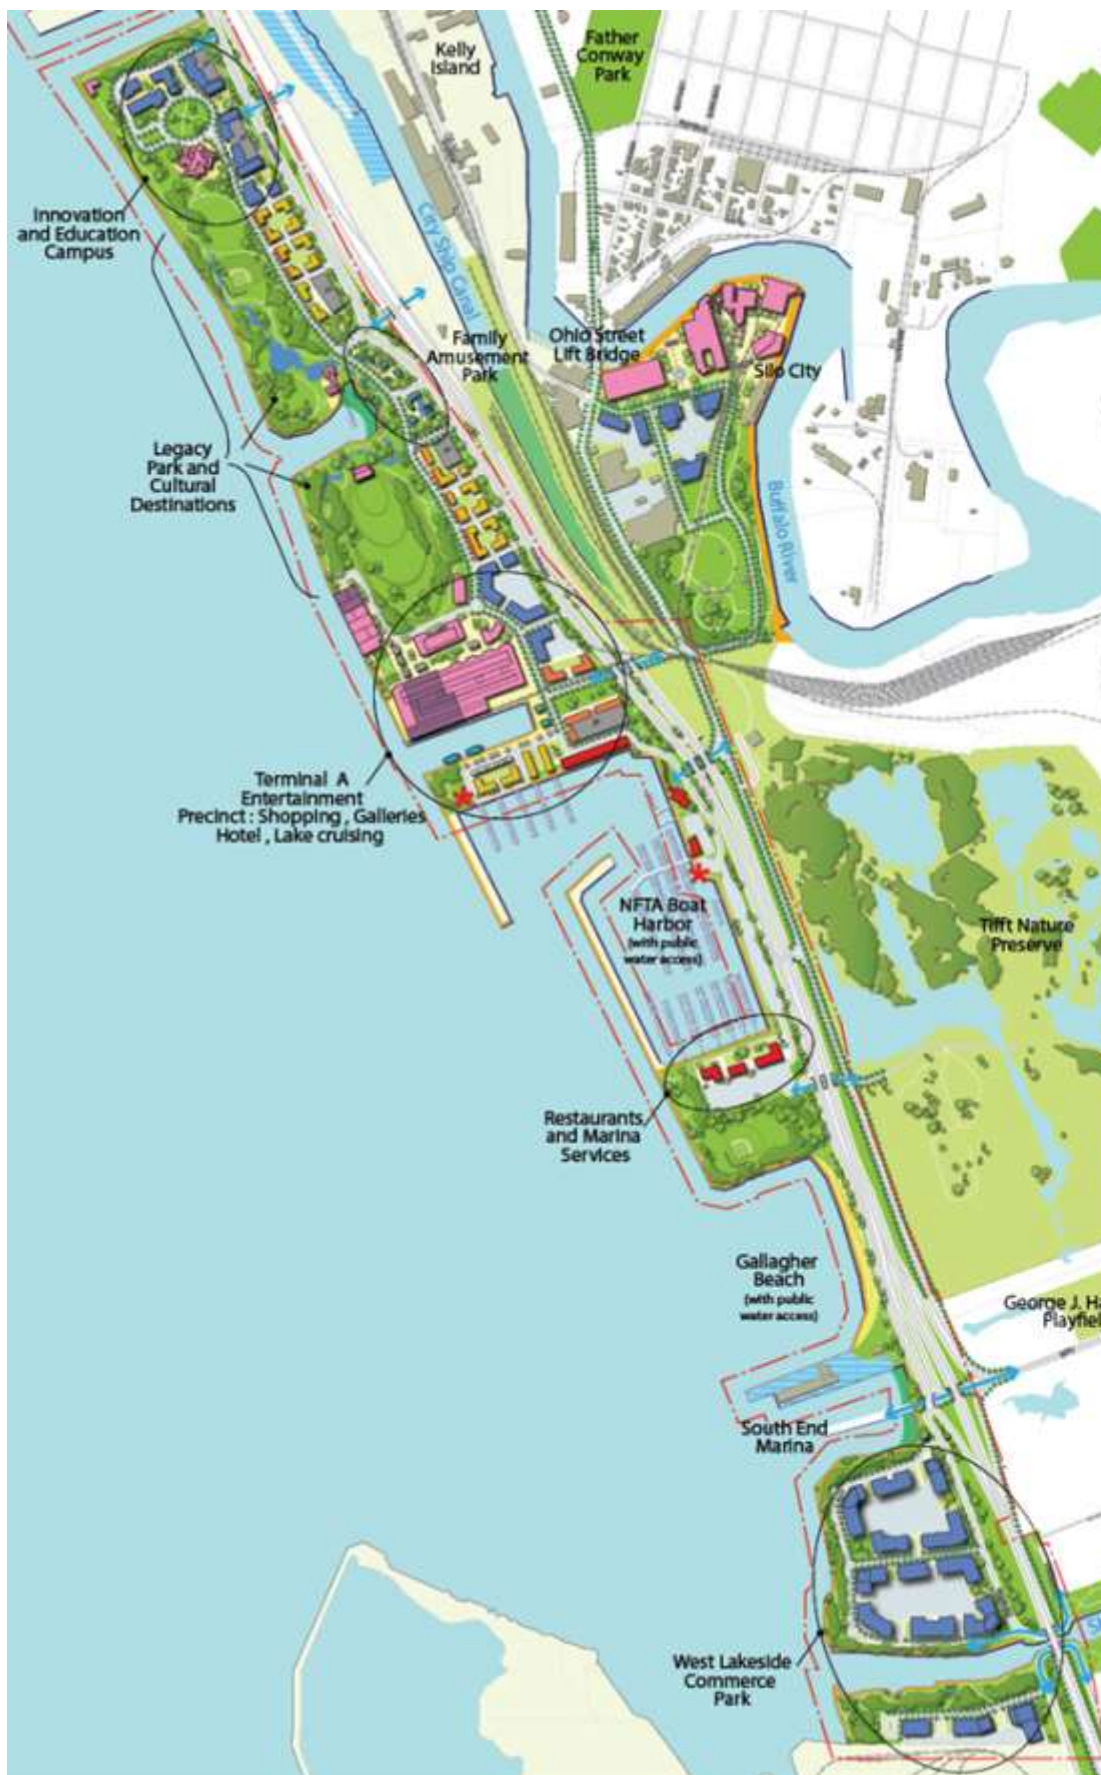 Kelly
Island
Father
Conway
Park
City Ship Canal
Innovation
and Education
Campus
Family
Amusement
Park
Ohio Street
Lift Bridge
Silo City
Legacy
Park and
Cultural
Destinations
Buffalo River
Terminal A
Entertainment
Precinct : Shopping , Galleries
Hotel , Lake cruising
NFTA Boat
Harbor
(with public
water access)
Tifft Nature
Preserve
Restaurants
and Marina
Services
Gallagher
Beach
(with public
water access)
George J. Ha
Playfiel
South End
Marina
West Lakeside
Commerce
Park